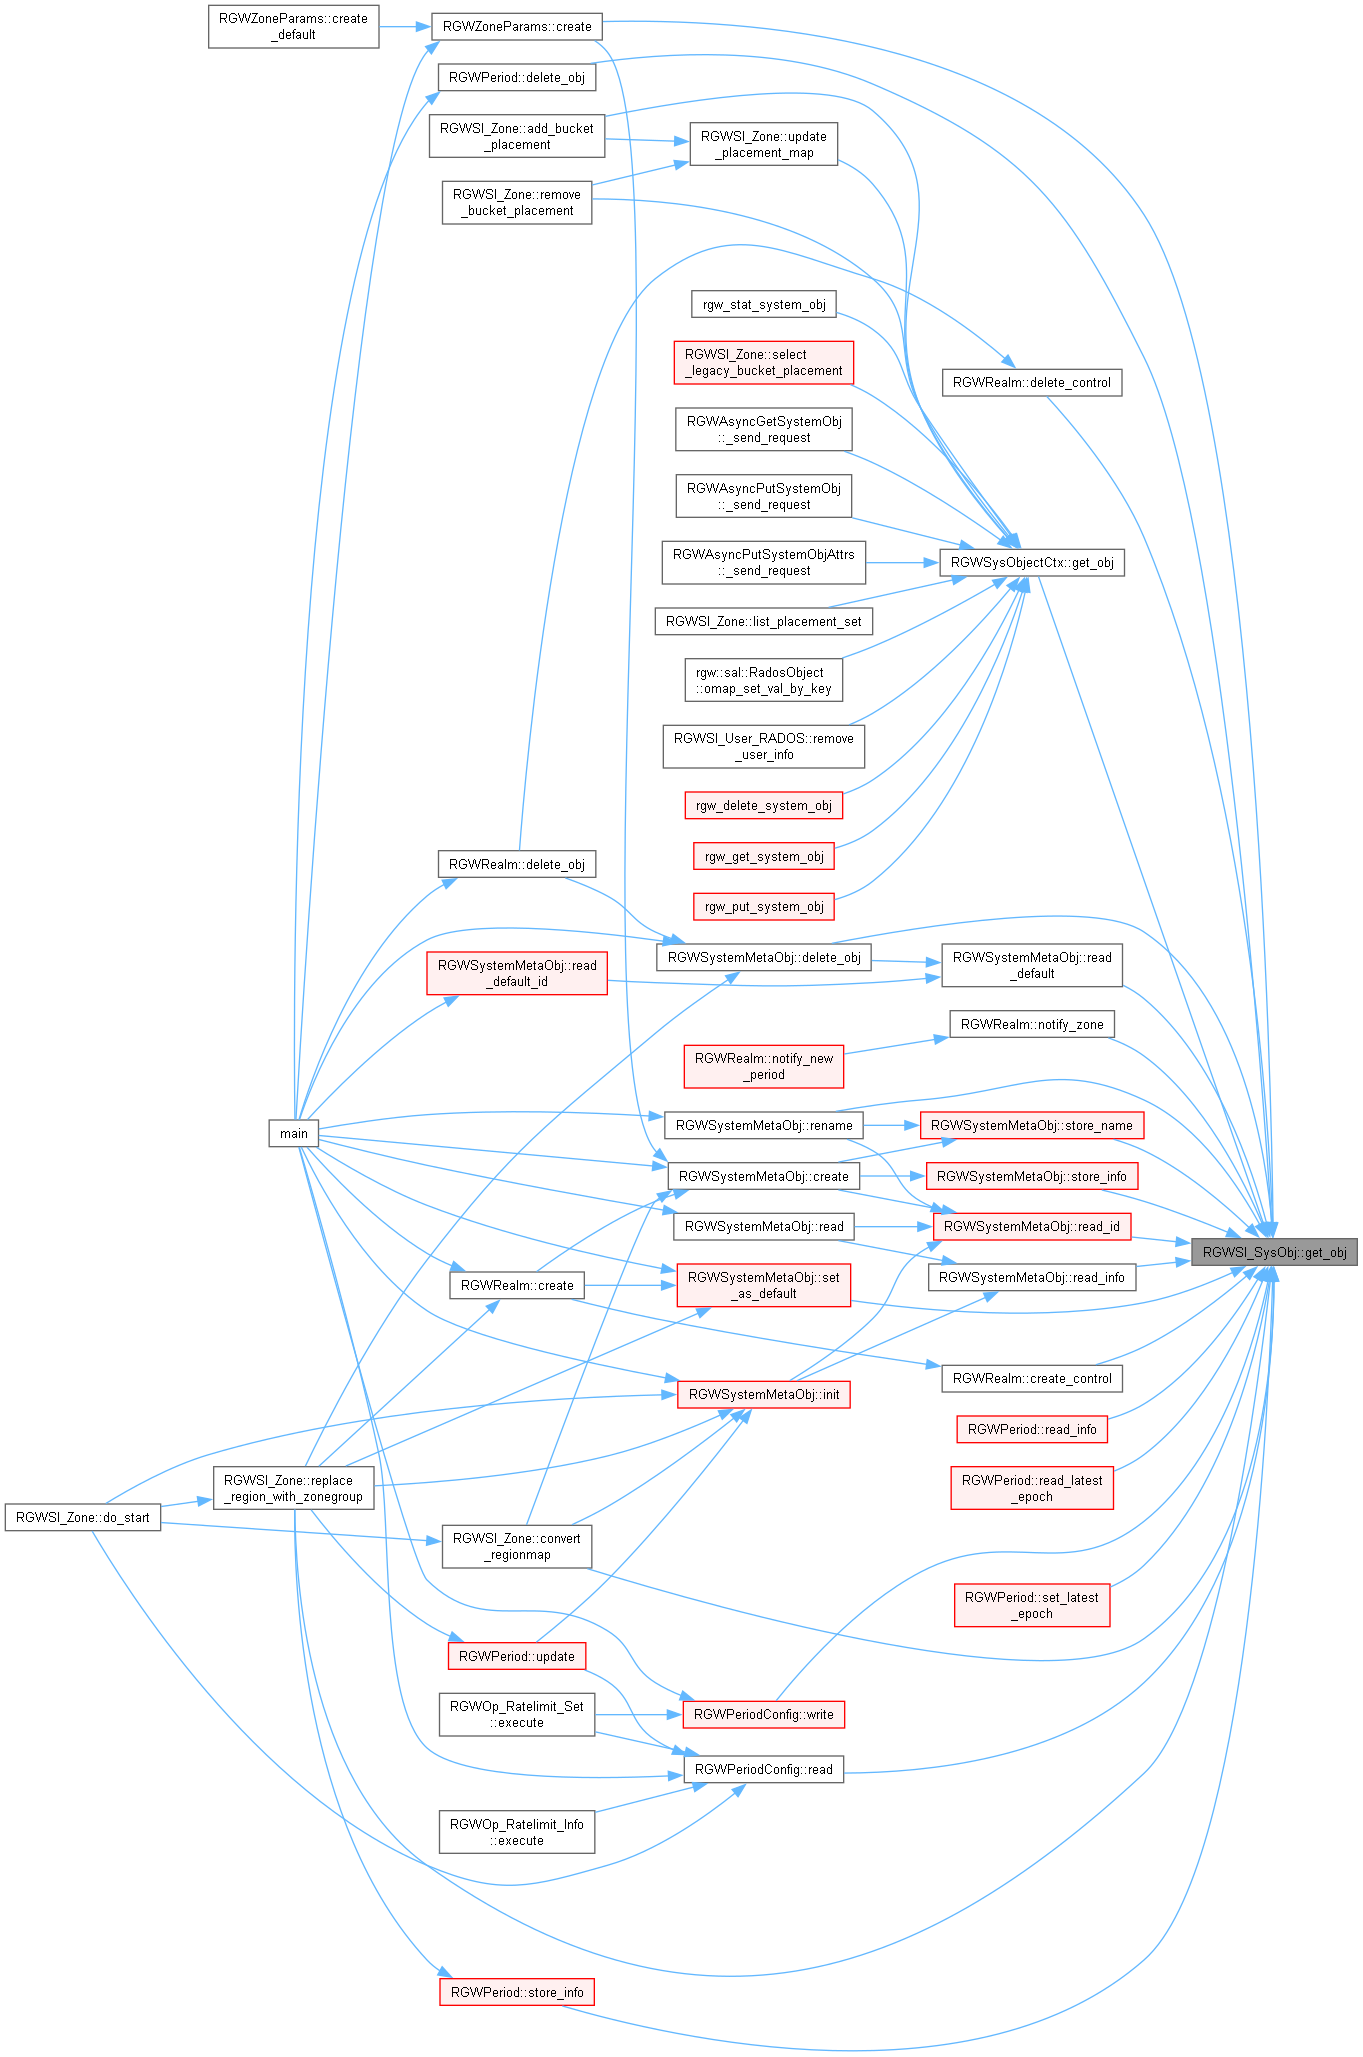 RGWZoneParams::create
_default
RGWZoneParams::create
RGWPeriod::delete_obj
RGWSI_Zone::add_bucket
_placement
RGWSI_Zone::update
_placement_map
RGWSI_Zone::remove
_bucket_placement
rgw_stat_system_obj
RGWSI_Zone::select
_legacy_bucket_placement
RGWRealm::delete_control
RGWAsyncGetSystemObj
::_send_request
RGWAsyncPutSystemObj
::_send_request
RGWAsyncPutSystemObjAttrs
::_send_request
RGWSysObjectCtx::get_obj
RGWSI_Zone::list_placement_set
rgw::sal::RadosObject
::omap_set_val_by_key
RGWSI_User_RADOS::remove
_user_info
rgw_delete_system_obj
rgw_get_system_obj
RGWRealm::delete_obj
rgw_put_system_obj
RGWSystemMetaObj::delete_obj
RGWSystemMetaObj::read
_default
RGWSystemMetaObj::read
_default_id
RGWRealm::notify_zone
RGWRealm::notify_new
_period
main
RGWSystemMetaObj::rename
RGWSystemMetaObj::store_name
RGWSystemMetaObj::create
RGWSystemMetaObj::store_info
RGWSystemMetaObj::read
RGWSystemMetaObj::read_id
RGWSI_SysObj::get_obj
RGWRealm::create
RGWSystemMetaObj::set
_as_default
RGWSystemMetaObj::read_info
RGWSystemMetaObj::init
RGWRealm::create_control
RGWPeriod::read_info
RGWSI_Zone::replace
_region_with_zonegroup
RGWPeriod::read_latest
_epoch
RGWSI_Zone::do_start
RGWSI_Zone::convert
_regionmap
RGWPeriod::set_latest
_epoch
RGWPeriod::update
RGWOp_Ratelimit_Set
::execute
RGWPeriodConfig::write
RGWPeriodConfig::read
RGWOp_Ratelimit_Info
::execute
RGWPeriod::store_info